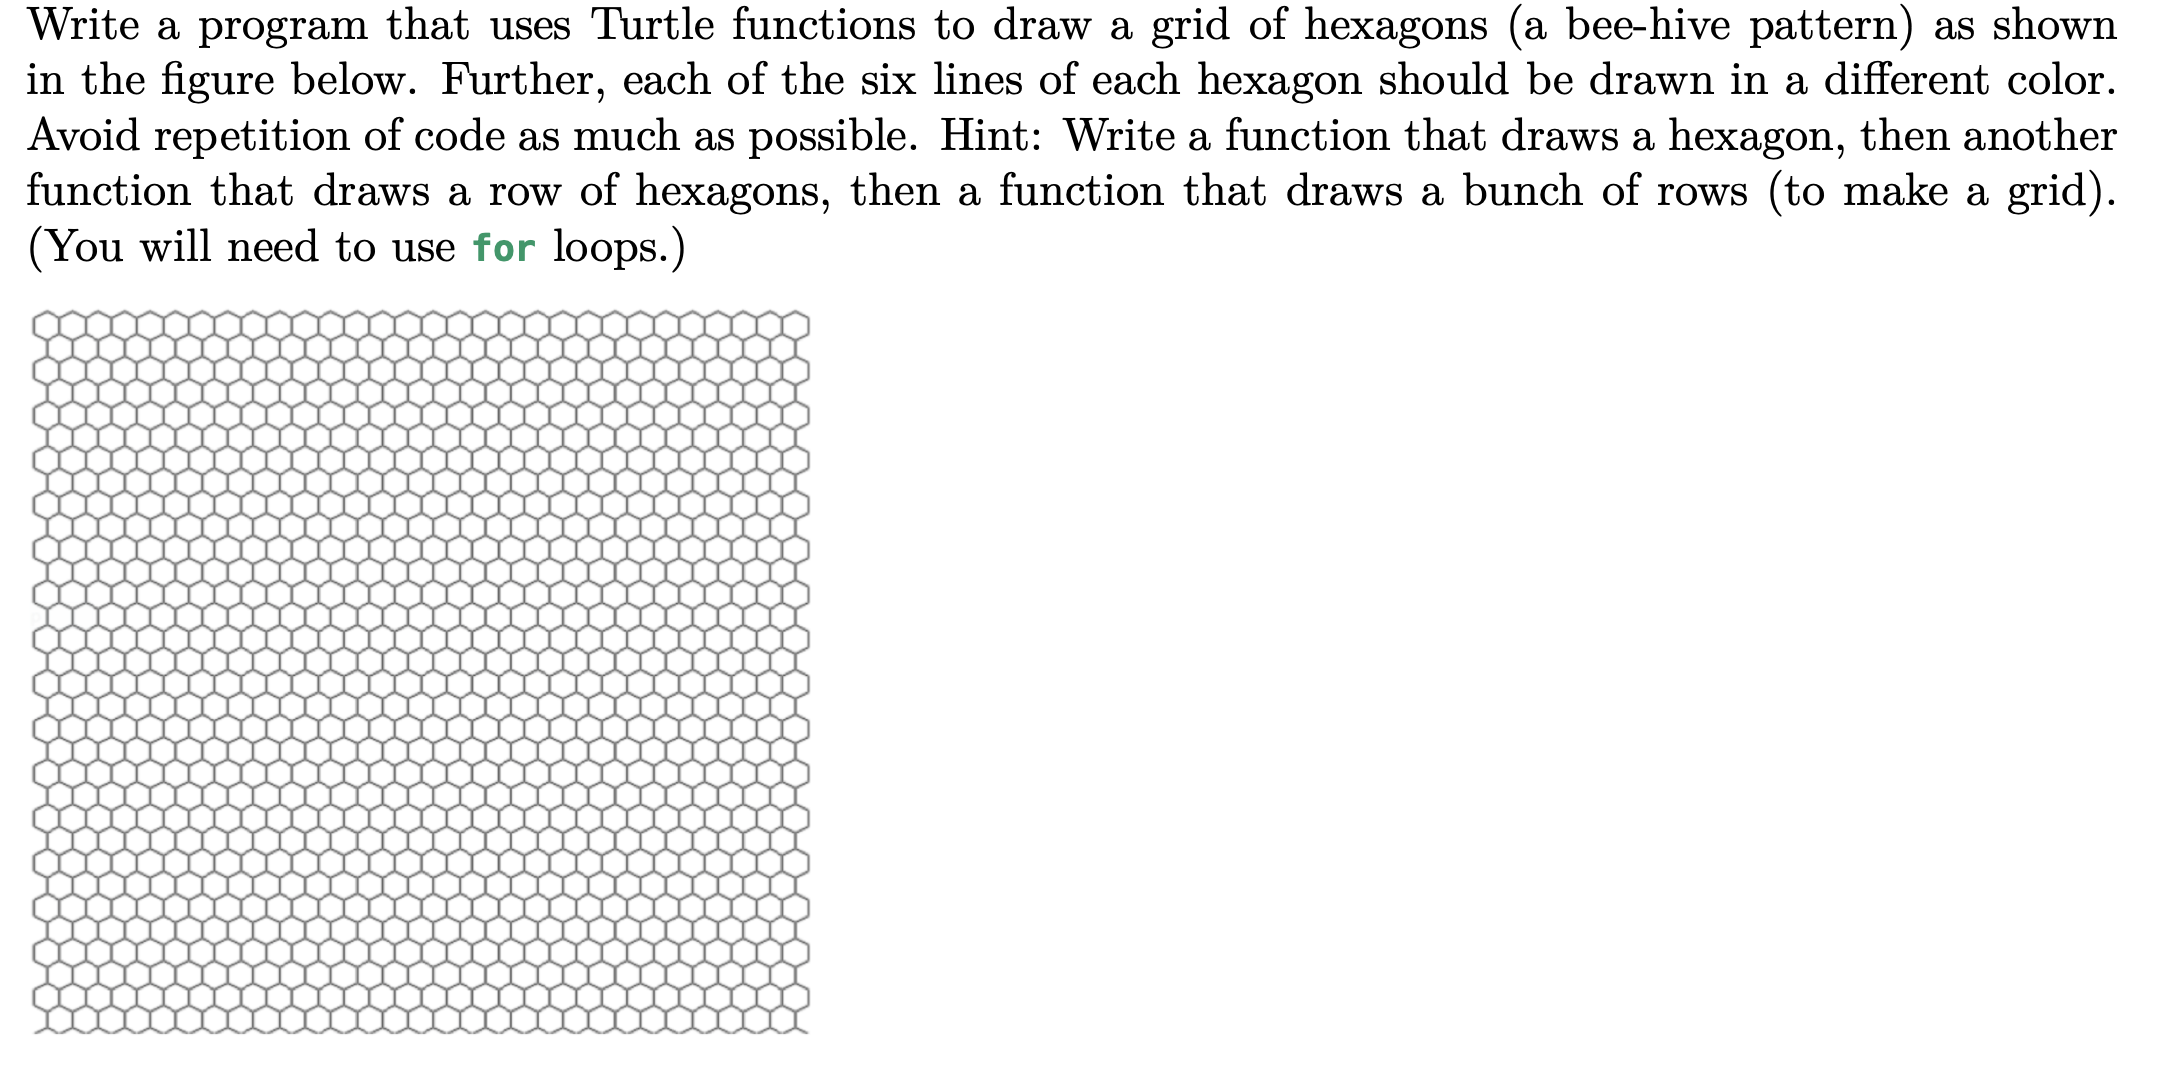 Write a program that uses Turtle functions to draw a grid of hexagons (a bee-hive pattern) as shown
in the figure below. Further, each of the six lines of each hexagon should be drawn in a different color.
Avoid repetition of code as much as possible. Hint: Write a function that draws a hexagon, then another
function that draws a row of hexagons, then a function that draws a bunch of rows (to make a grid).
(You will need to use for loops.)